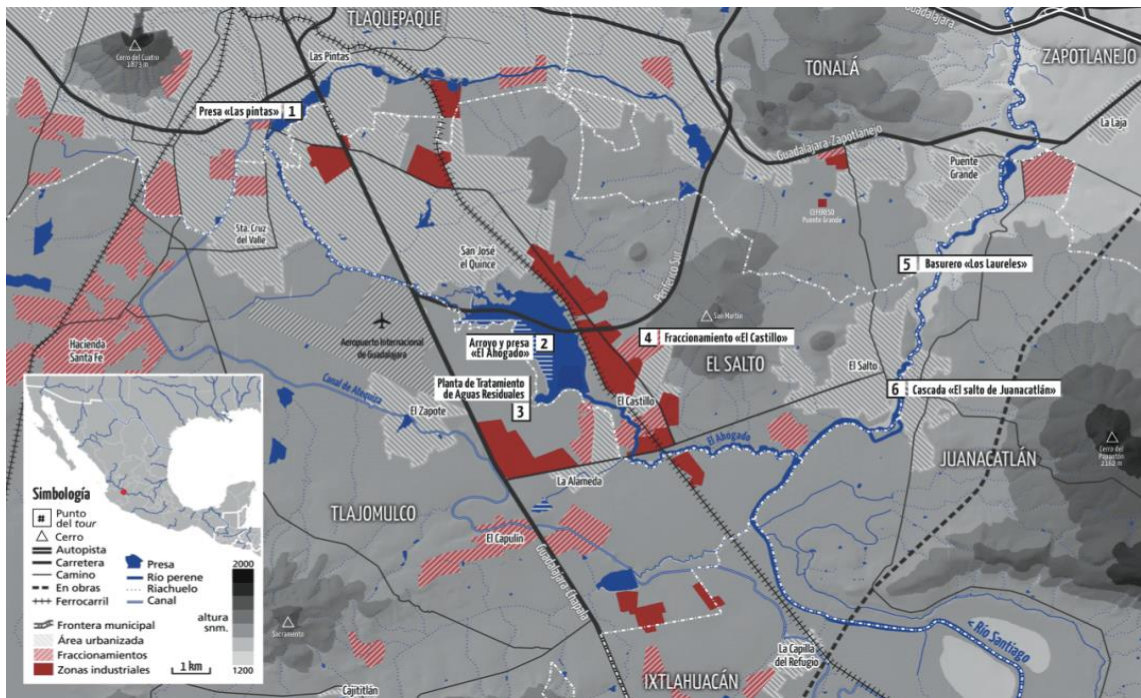 TLAQUEPAQUE
Guadalajara
Cerro del Cuatro
1873 m
Las Pintas
TONALÁ
ZAPOTLANEJO
La Laja
Presa «Las pintas» 1
Guadalajara-Zapotlanejo
Puente
Grande
CEFERESO
Puente Grande
Sta. Cruz
del Valle
San José
el Quince
Periférico Sur
5 Basurero «Los Laureles»
San Martín
Aeropuerto Internacional
de Guadalajara
Arroyo y presa
«El Ahogado» 2
4 Fraccionamiento «El Castillo»
Hacienda
Santa Fé
EL SALTO
El Salto
Canal de Atequiza
Planta de Tratamiento
de Aguas Residuales
3
El Zapote
El Castillo
6 Cascada «El salto de Juanacatlán»
El Ahogado
Cerro del
Papantón
2182 m
JUANACATLÁN
La Alameda
TLAJOMULCO
El Capulín
Guadalajara-Chapala
< Río Santiago
Sacramento
La Capilla
del Refugio
IXTLAHUACÁN
Cajititlán
Simbología
# Punto
del tour
Cerro
Autopista
Carretera
Camino
En obras
Ferrocarril
Presa
Río perene
Riachuelo
Canal
Frontera municipal
Área urbanizada
Fraccionamientos
Zonas industriales
2000
altura
snm.
1200
1 km